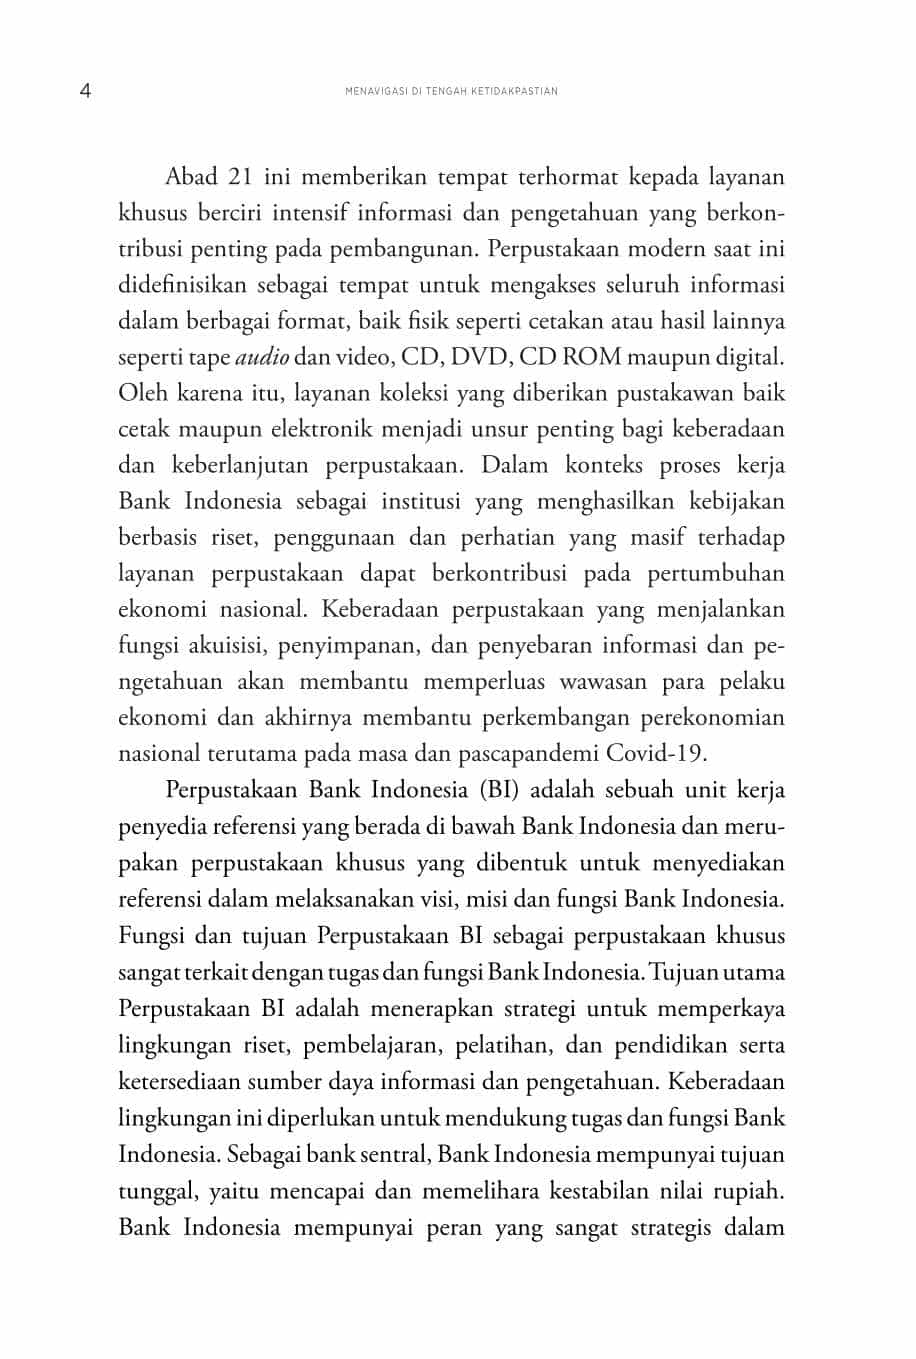 4
MENAVIGASI DI TENGAH KETIDAKPASTIAN
Abad 21 ini memberikan tempat terhormat kepada layanan
khusus berciri intensif informasi dan pengetahuan yang berkon-
tribusi penting pada pembangunan. Perpustakaan modern saat ini
didefinisikan sebagai tempat untuk mengakses seluruh informasi
dalam berbagai format, baik fisik seperti cetakan atau hasil lainnya
seperti tape audio dan video, CD, DVD, CD ROM maupun digital.
Oleh karena itu, layanan koleksi yang diberikan pustakawan baik
cetak maupun elektronik menjadi unsur penting bagi keberadaan
dan keberlanjutan perpustakaan. Dalam konteks proses kerja
Bank Indonesia sebagai institusi yang menghasilkan kebijakan
berbasis riset, penggunaan dan perhatian yang masif terhadap
layanan perpustakaan dapat berkontribusi pada pertumbuhan
ekonomi nasional. Keberadaan perpustakaan yang menjalankan
fungsi akuisisi, penyimpanan, dan penyebaran informasi dan pe-
ngetahuan akan membantu memperluas wawasan para pelaku
ekonomi dan akhirnya membantu perkembangan perekonomian
nasional terutama pada masa dan pascapandemi Covid-19.
Perpustakaan Bank Indonesia (BI) adalah sebuah unit kerja
penyedia referensi yang berada di bawah Bank Indonesia dan meru-
pakan perpustakaan khusus yang dibentuk untuk menyediakan
referensi dalam melaksanakan visi, misi dan fungsi Bank Indonesia.
Fungsi dan tujuan Perpustakaan BI sebagai perpustakaan khusus
sangat terkait dengan tugas dan fungsi Bank Indonesia. Tujuan utama
Perpustakaan BI adalah menerapkan strategi untuk memperkaya
lingkungan riset, pembelajaran, pelatihan, dan pendidikan serta
ketersediaan sumber daya informasi dan pengetahuan. Keberadaan
lingkungan ini diperlukan untuk mendukung tugas dan fungsi Bank
Indonesia. Sebagai bank sentral, Bank Indonesia mempunyai tujuan
tunggal, yaitu mencapai dan memelihara kestabilan nilai rupiah.
Bank Indonesia mempunyai peran yang sangat strategis dalam